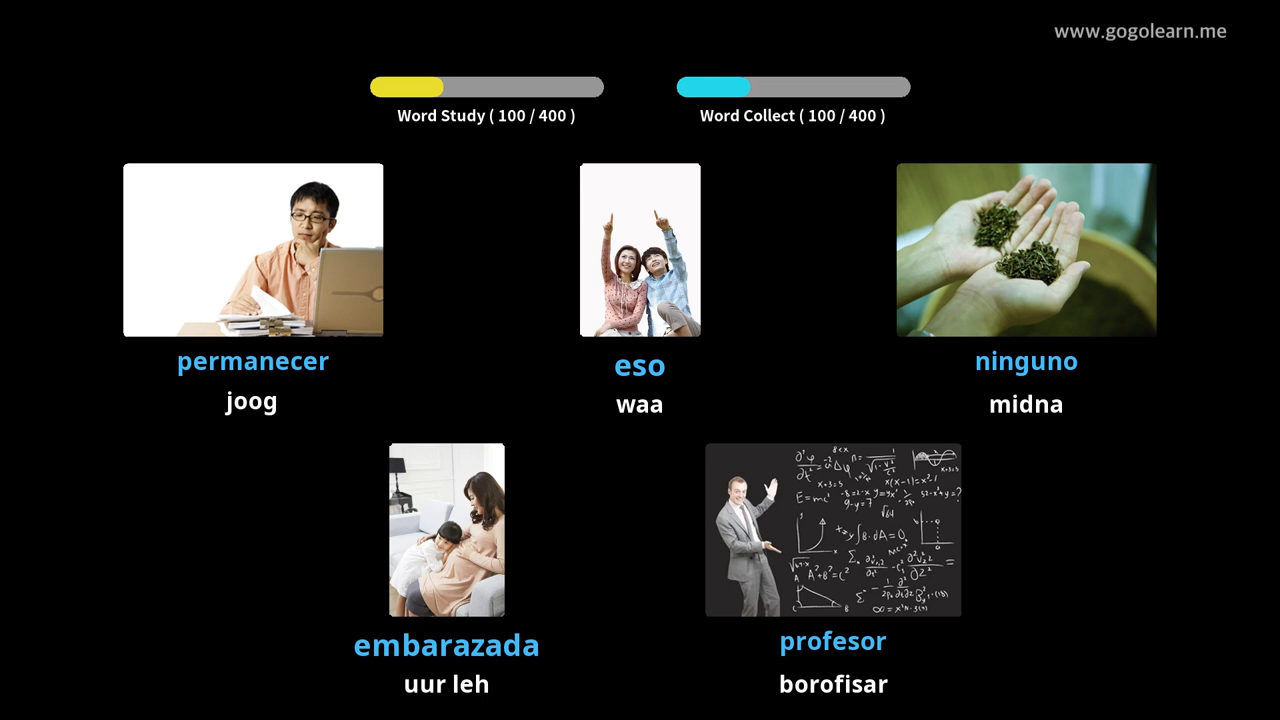 www.gogolearn.me
Word Study ( 100 / 400 )
Word Collect ( 100 / 400 )
permanecer
joog
eso
waa
ninguno
midna
embarazada
uur leh
profesor
borofisar